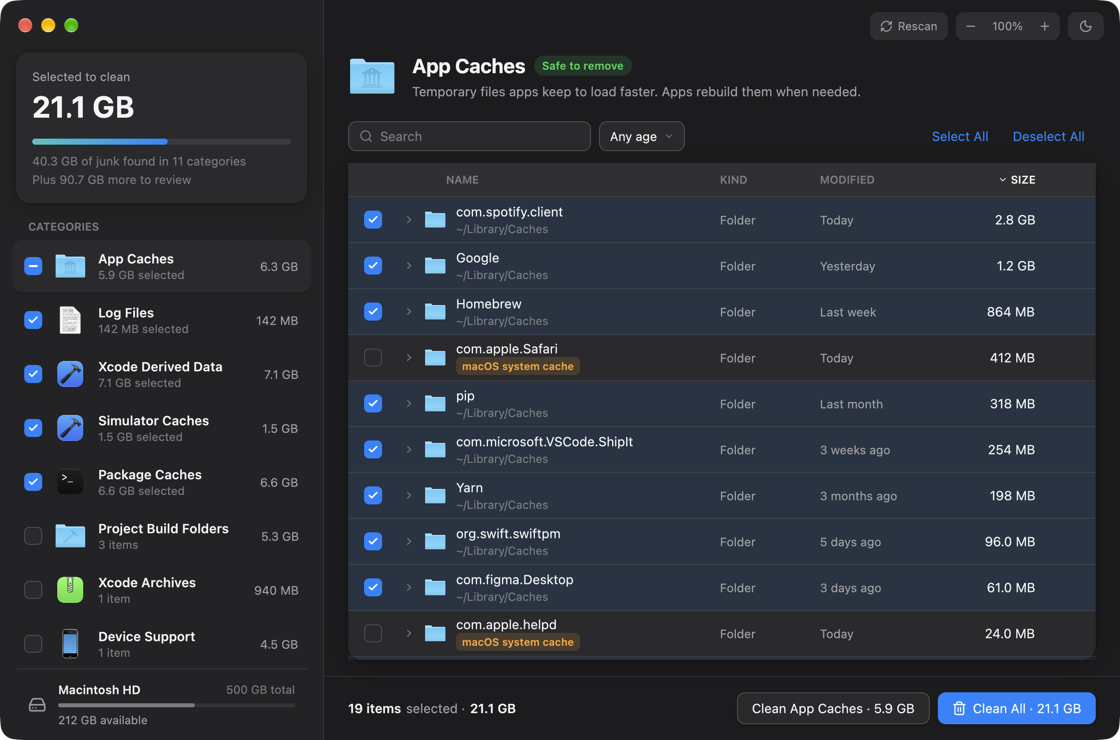 Rescan
100%
Selected to clean
21.1 GB
40.3 GB of junk found in 11 categories
Plus 90.7 GB more to review
CATEGORIES
App Caches
5.9 GB selected
6.3 GB
Log Files
142 MB selected
142 MB
Xcode Derived Data
7.1 GB selected
7.1 GB
Simulator Caches
1.5 GB selected
1.5 GB
>_
Package Caches
6.6 GB selected
6.6 GB
Project Build Folders
3 items
5.3 GB
Xcode Archives
1 item
940 MB
Device Support
1 item
4.5 GB
Macintosh HD
500 GB total
212 GB available
App Caches
Safe to remove
Temporary files apps keep to load faster. Apps rebuild them when needed.
Search
Any age
Select All
Deselect All
NAME KIND MODIFIED SIZE
com.spotify.client
~/Library/Caches
Folder Today 2.8 GB
Google
~/Library/Caches
Folder Yesterday 1.2 GB
Homebrew
~/Library/Caches
Folder Last week 864 MB
com.apple.Safari
macOS system cache
Folder Today 412 MB
pip
~/Library/Caches
Folder Last month 318 MB
com.microsoft.VSCode.ShipIt
~/Library/Caches
Folder 3 weeks ago 254 MB
Yarn
~/Library/Caches
Folder 3 months ago 198 MB
org.swift.swiftpm
~/Library/Caches
Folder 5 days ago 96.0 MB
com.figma.Desktop
~/Library/Caches
Folder 3 days ago 61.0 MB
com.apple.helpd
macOS system cache
Folder Today 24.0 MB
19 items selected · 21.1 GB
Clean App Caches · 5.9 GB
Clean All · 21.1 GB